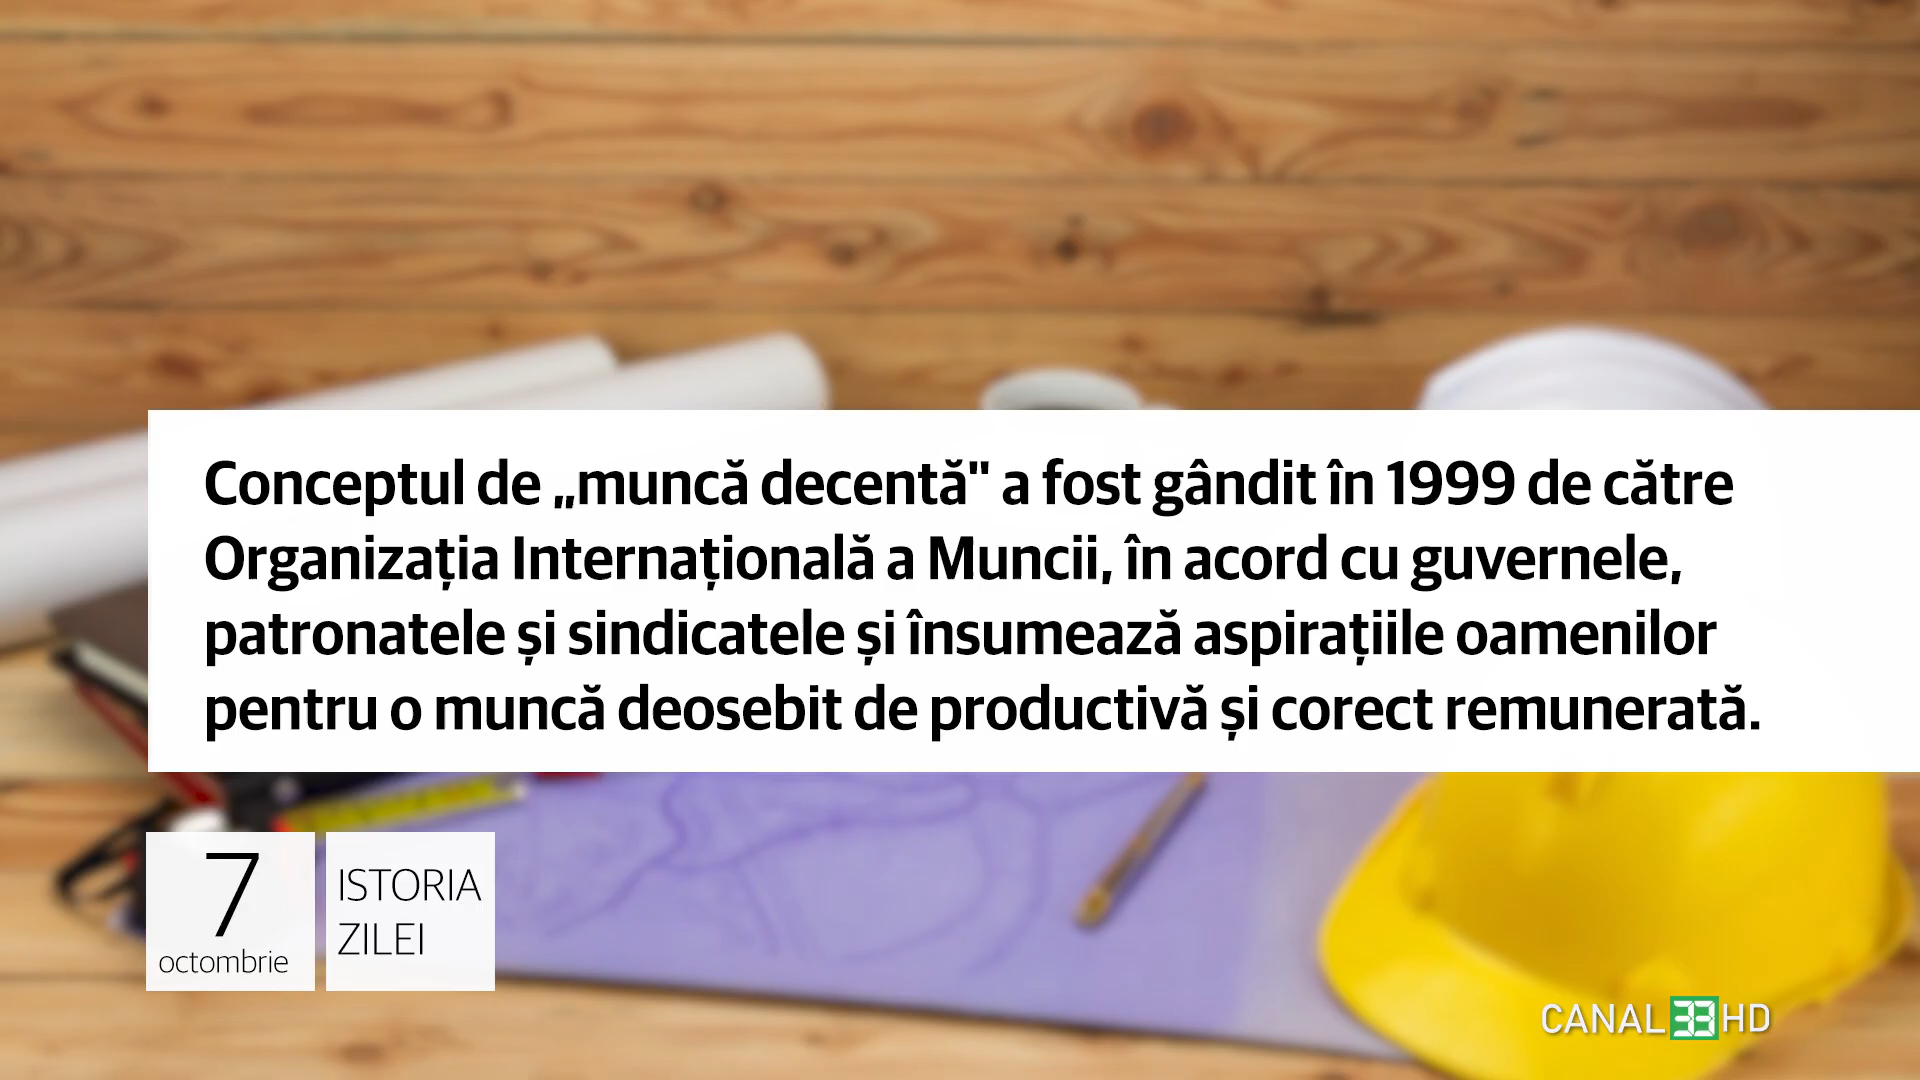 Conceptul de „muncă decentă" a fost gândit în 1999 de către
Organizația Internațională a Muncii, în acord cu guvernele,
patronatele și sindicatele și însumează aspirațiile oamenilor
pentru o muncă deosebit de productivă și corect remunerată.
7
octombrie
ISTORIA
ZILEI
CANAL 33 HD